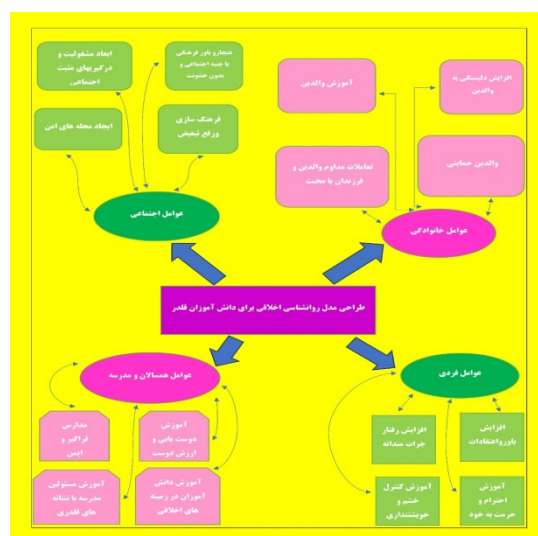 ابعاد مشغولیت و
درگیریهای مثبت
اجتماعی
هنجارو باور فرهنگی
با جنبه اجتماعی و
بدون خشونت
ایجاد محله های امن
فرهنگ سازی
ورفع تبعیض
عوامل اجتماعی
افزایش دلبستگی به
والدین
آموزش والدین
والدین حمایتی
تعاملات مداوم والدین و
فرزندان با محبت
عوامل خانوادگی
طراحی مدل روانشناسی اخلاقی برای دانش آموزان قلدر
عوامل همسالان و مدرسه
آموزش
دوست یابی و
ارزش دوست
مدارس
فراگیر و
ایمن
آموزش دانش
آموزان در زمینه
های اخلاقی
آموزش مسئولین
مدرسه با نشانه
های قلدری
عوامل فردی
افزایش
باورواعتقادات
افزایش رفتار
جرات مندانه
آموزش
احترام و
حرمت به خود
آموزش کنترل
خشم و
خویشتنداری